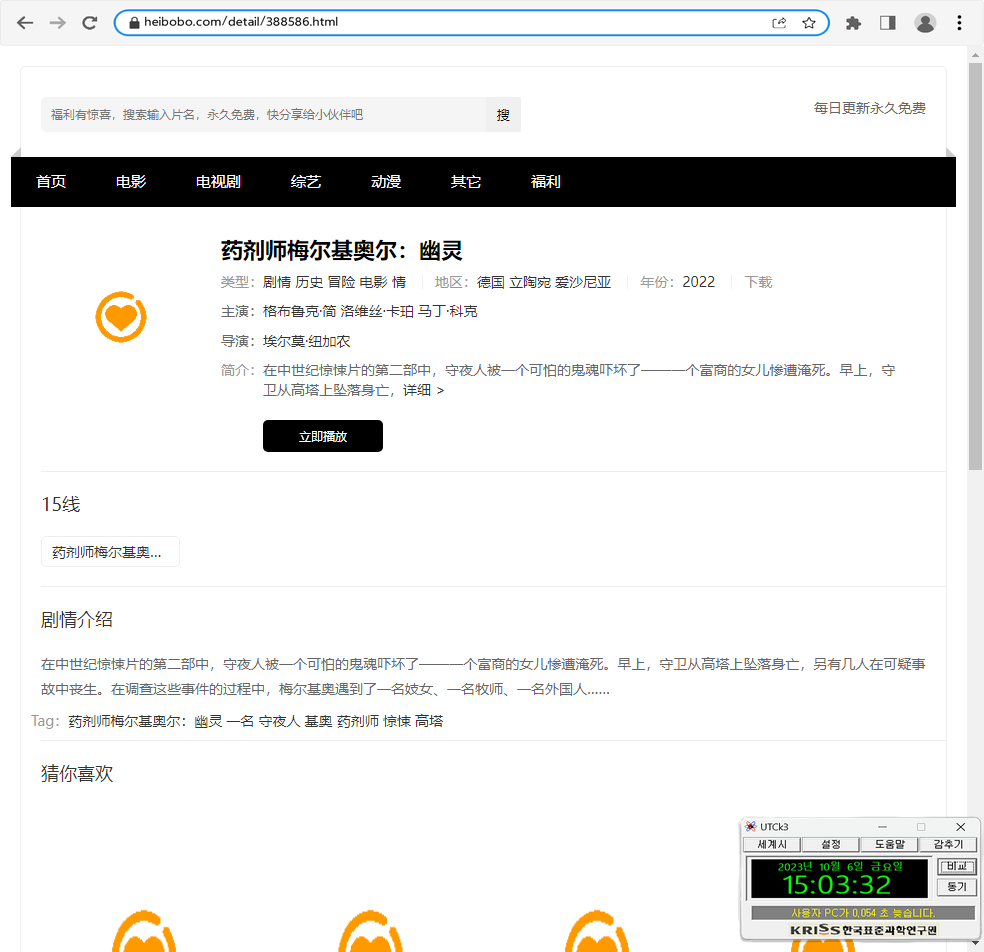 heibobo.com/detail/388586.html
福利有惊喜，搜索输入片名，永久免费，快分享给小伙伴吧
搜
每日更新永久免费
首页 电影 电视剧 综艺 动漫 其它 福利
药剂师梅尔基奥尔：幽灵
类型：剧情 历史 冒险 电影 情 地区：德国 立陶宛 爱沙尼亚 年份：2022 下载
主演：格布鲁克·简 洛维丝·卡珀 马丁·科克
导演：埃尔莫·纽加农
简介：在中世纪惊悚片的第二部中，守夜人被一个可怕的鬼魂吓坏了——一个富商的女儿惨遭淹死。早上，守
卫从高塔上坠落身亡，详细 >
立即播放
15线
药剂师梅尔基奥...
剧情介绍
在中世纪惊悚片的第二部中，守夜人被一个可怕的鬼魂吓坏了——一个富商的女儿惨遭淹死。早上，守卫从高塔上坠落身亡，另有几人在可疑事
故中丧生。在调查这些事件的过程中，梅尔基奥遇到了一名妓女、一名牧师、一名外国人......
Tag：药剂师梅尔基奥尔：幽灵 一名 守夜人 基奥 药剂师 惊悚 高塔
猜你喜欢
UTCk3
세계시 설정 도움말 감추기
2023년 10월 6일 금요일
15:03:32
비교
동기
사용자 PC가 0.054 초 늦습니다.
KRISS 한국표준과학연구원